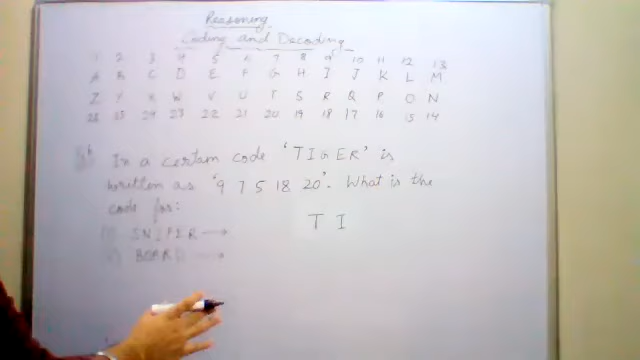 Reasoning
Coding and Decoding
1 2 3 4 5 6 7 8 9 10 11 12 13
A B C D E F G H I J K L M
Z Y X W V U T S R Q P O N
26 25 24 23 22 21 20 19 18 17 16 15 14
In a certain code 'TIGER' is
written as '9 7 5 18 20'. What is the
code for:
SNIPER →
BOARD →
T I